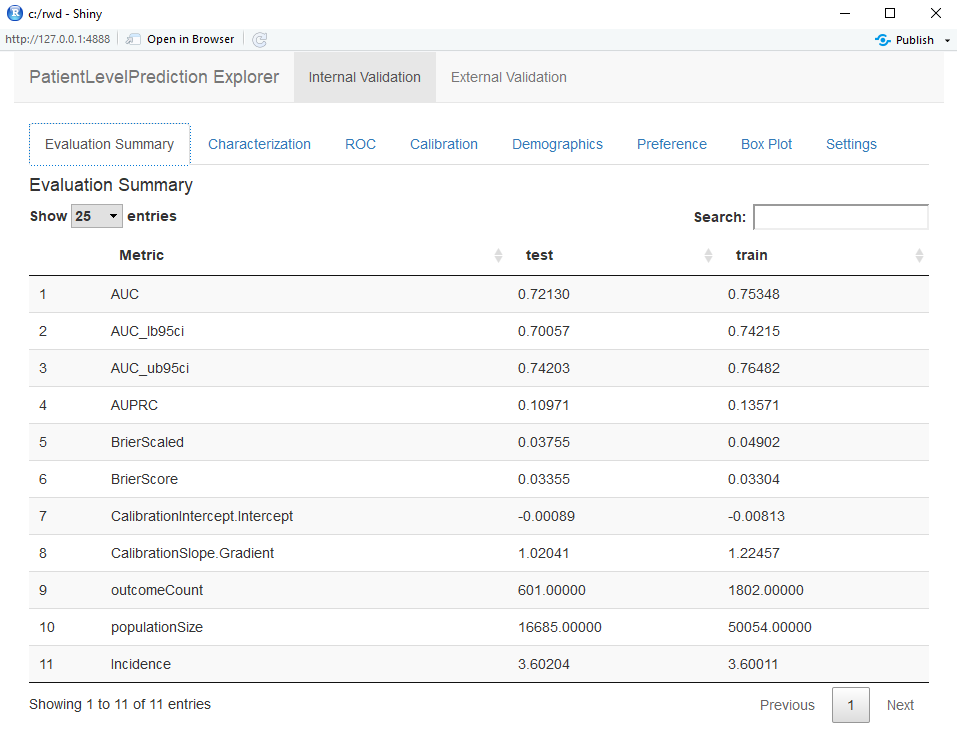 c:/rwd - Shiny
http://127.0.0.1:4888 Open in Browser Publish
PatientLevelPrediction Explorer Internal Validation External Validation
Evaluation Summary Characterization ROC Calibration Demographics Preference Box Plot Settings
Evaluation Summary
Show 25 entries Search:
Metric test train
1 AUC 0.72130 0.75348
2 AUC_lb95ci 0.70057 0.74215
3 AUC_ub95ci 0.74203 0.76482
4 AUPRC 0.10971 0.13571
5 BrierScaled 0.03755 0.04902
6 BrierScore 0.03355 0.03304
7 CalibrationIntercept.Intercept -0.00089 -0.00813
8 CalibrationSlope.Gradient 1.02041 1.22457
9 outcomeCount 601.00000 1802.00000
10 populationSize 16685.00000 50054.00000
11 Incidence 3.60204 3.60011
Showing 1 to 11 of 11 entries Previous 1 Next